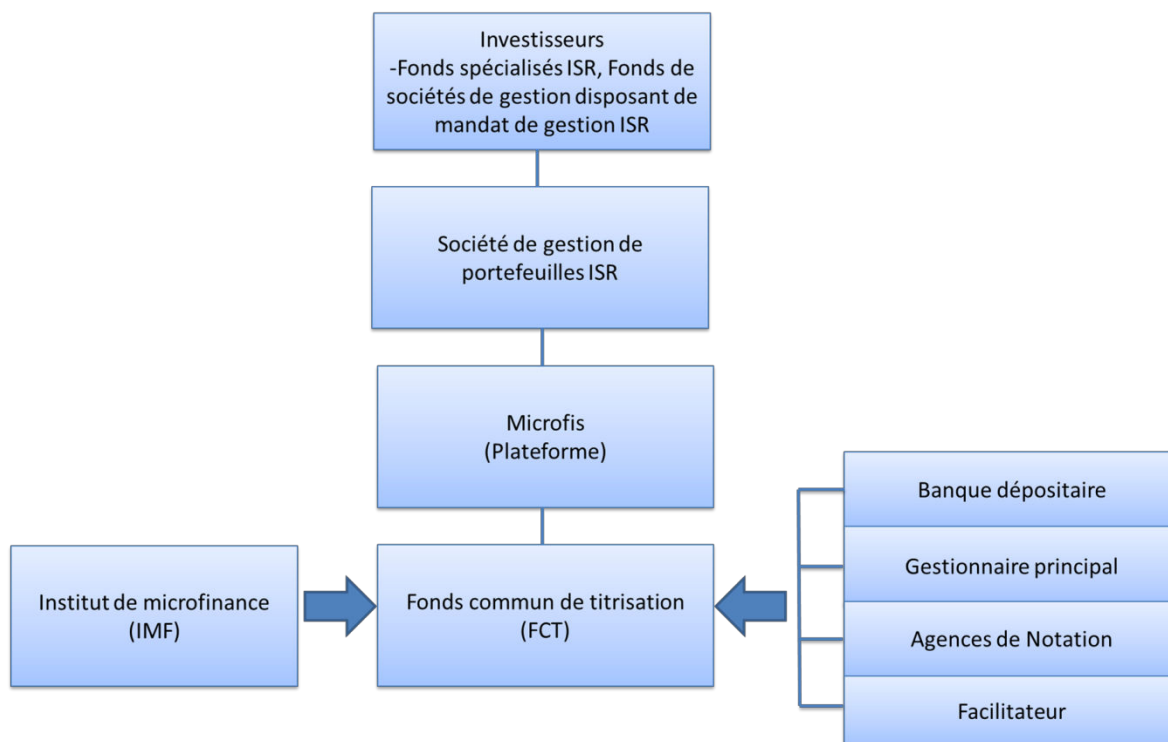 Investisseurs
-Fonds spécialisés ISR, Fonds de
sociétés de gestion disposant de
mandat de gestion ISR
Société de gestion de
portefeuilles ISR
Microfis
(Plateforme)
Institut de microfinance
(IMF)
Fonds commun de titrisation
(FCT)
Banque dépositaire
Gestionnaire principal
Agences de Notation
Facilitateur